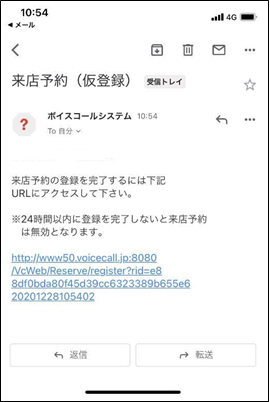 10:54
4G
◀ メール
来店予約（仮登録）
受信トレイ
ボイスコールシステム 10:54
To 自分
来店予約の登録を完了するには下記
URLにアクセスして下さい。
※24時間以内に登録を完了しないと来店予約
は無効となります。
http://www50.voicecall.jp:8080
/VcWeb/Reserve/register?rid=e8
8df0bda80f45d39cc6323389b655e6
20201228105402
返信
転送